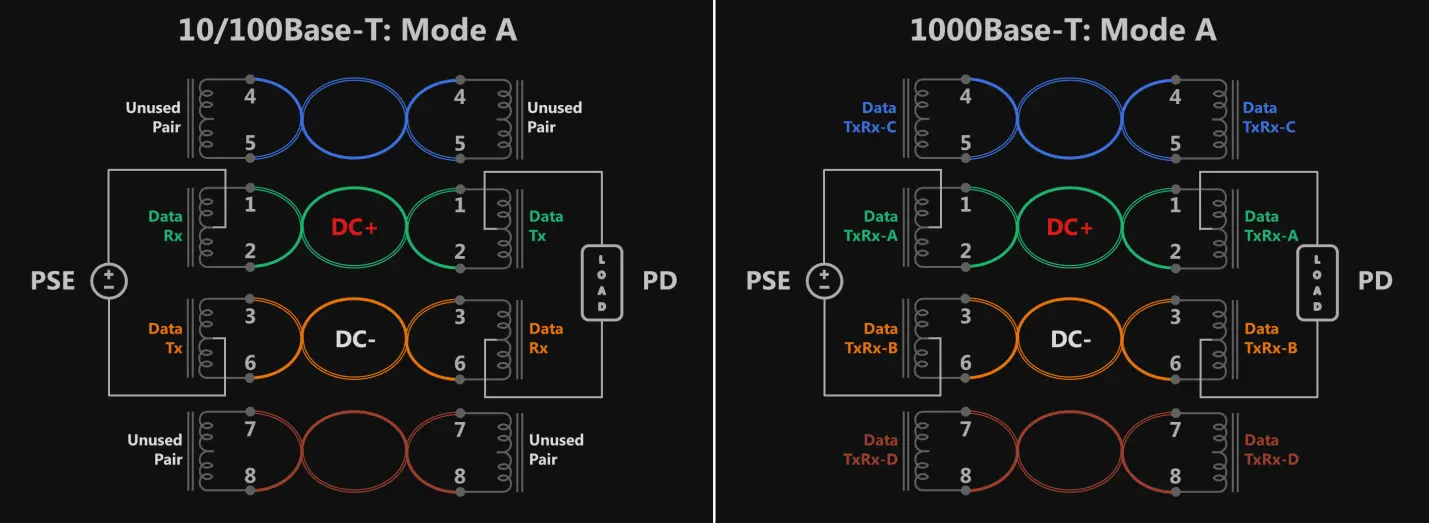 10/100Base-T: Mode A
Unused
Pair
4
5
4
5
Unused
Pair
Data
Rx
1
2
DC+
1
2
Data
Tx
PSE
+
−
LOAD
PD
Data
Tx
3
6
DC-
3
6
Data
Rx
Unused
Pair
7
8
7
8
Unused
Pair
1000Base-T: Mode A
Data
TxRx-C
4
5
4
5
Data
TxRx-C
Data
TxRx-A
1
2
DC+
1
2
Data
TxRx-A
PSE
+
−
LOAD
PD
Data
TxRx-B
3
6
DC-
3
6
Data
TxRx-B
Data
TxRx-D
7
8
7
8
Data
TxRx-D